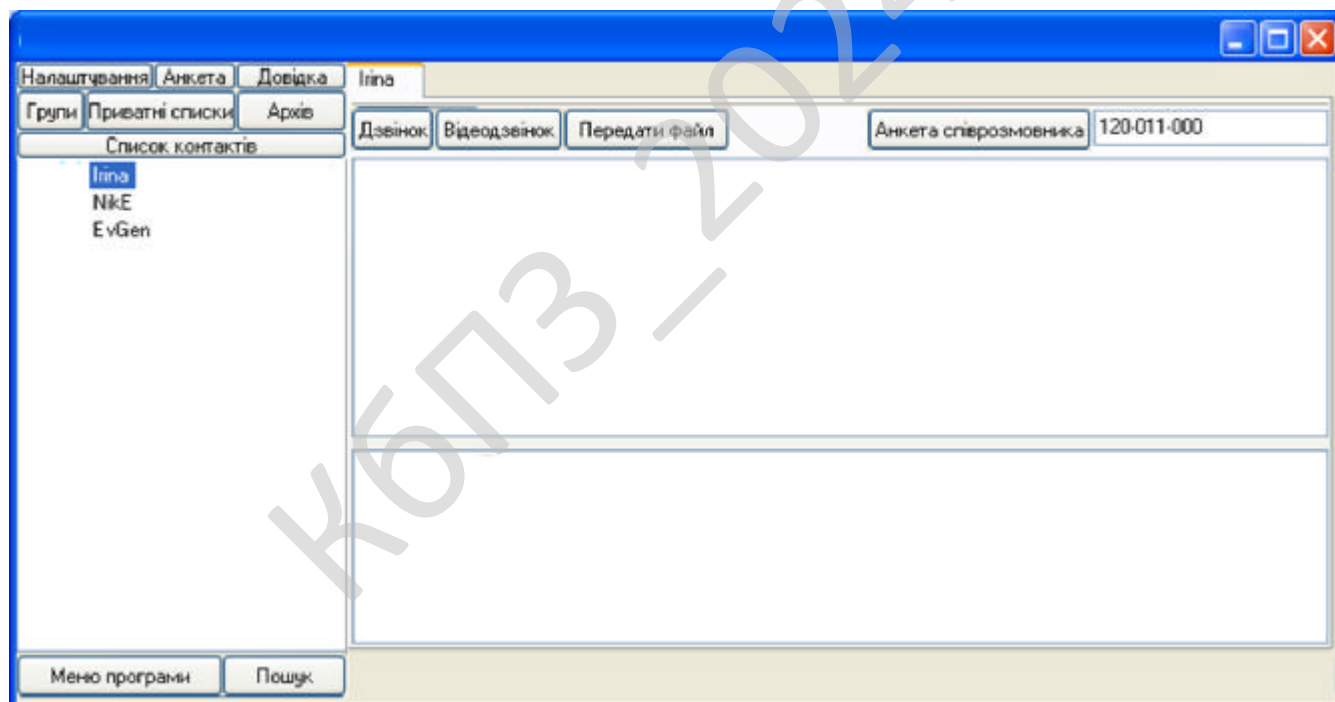 Налаштування Анкета Довідка
Групи Приватні списки Архів
Список контактів
Irina
NikE
EvGen
Меню програми Пошук
Irina
Дзвінок Відеодзвінок Передати файл Анкета співрозмовника 120-011-000
КбПЗ_202